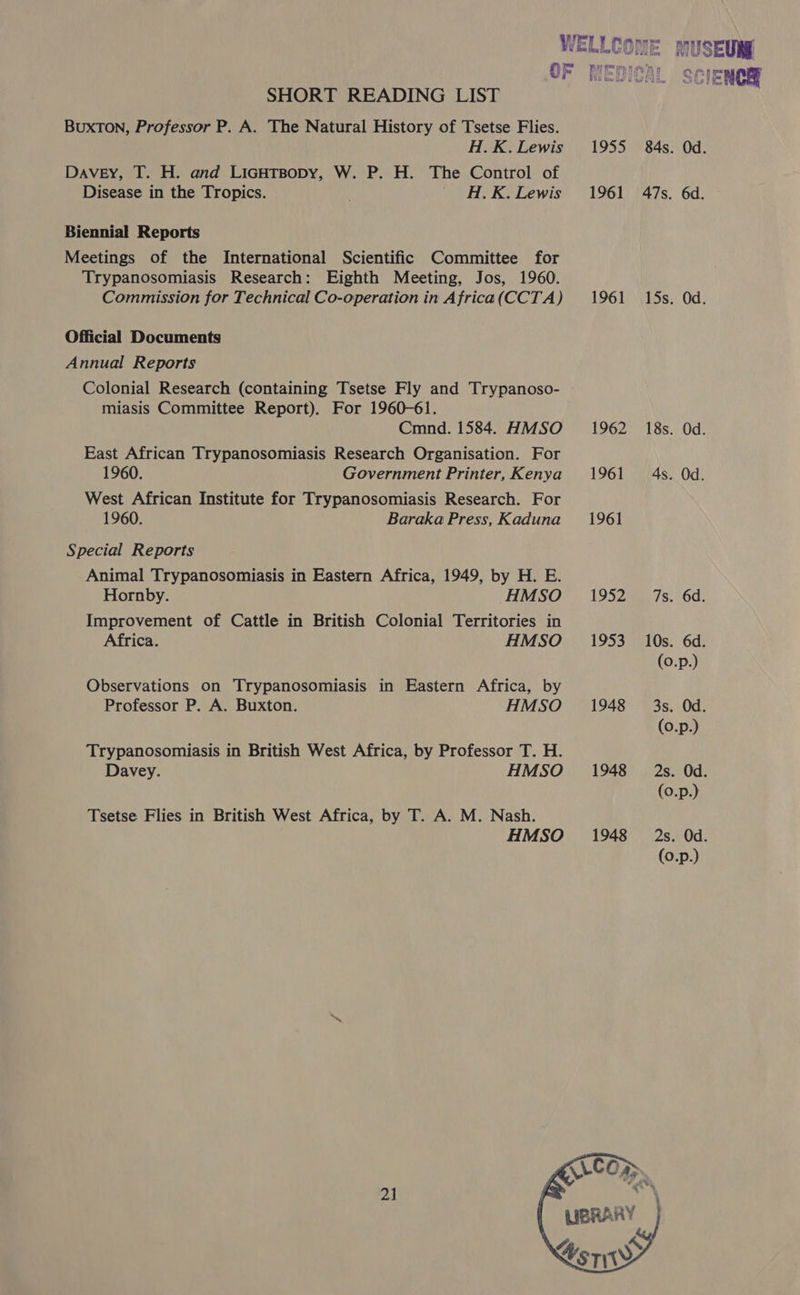 WELLCOME MUSEUM
OF MEDICAL SCIENCE
SHORT READING LIST
BUXTON, Professor P. A. The Natural History of Tsetse Flies.
H. K. Lewis 1955 84s. 0d.
DAVEY, T. H. and LIGHTBODY, W. P. H. The Control of
Disease in the Tropics. H. K. Lewis 1961 47s. 6d.
Biennial Reports
Meetings of the International Scientific Committee for
Trypanosomiasis Research: Eighth Meeting, Jos, 1960.
Commission for Technical Co-operation in Africa (CCTA) 1961 15s. 0d.
Official Documents
Annual Reports
Colonial Research (containing Tsetse Fly and Trypanoso-
miasis Committee Report). For 1960-61.
Cmnd. 1584. HMSO 1962 18s. 0d.
East African Trypanosomiasis Research Organisation. For
1960. Government Printer, Kenya 1961 4s. 0d.
West African Institute for Trypanosomiasis Research. For
1960. Baraka Press, Kaduna 1961
Special Reports
Animal Trypanosomiasis in Eastern Africa, 1949, by H. E.
Hornby. HMSO 1952 7s. 6d.
Improvement of Cattle in British Colonial Territories in
Africa. HMSO 1953 10s. 6d.
(o.p.)
Observations on Trypanosomiasis in Eastern Africa, by
Professor P. A. Buxton. HMSO 1948 3s. 0d.
(o.p.)
Trypanosomiasis in British West Africa, by Professor T. H.
Davey. HMSO 1948 2s. 0d.
(o.p.)
Tsetse Flies in British West Africa, by T. A. M. Nash.
HMSO 1948 2s. 0d.
(o.p.)
21
LIBRARY